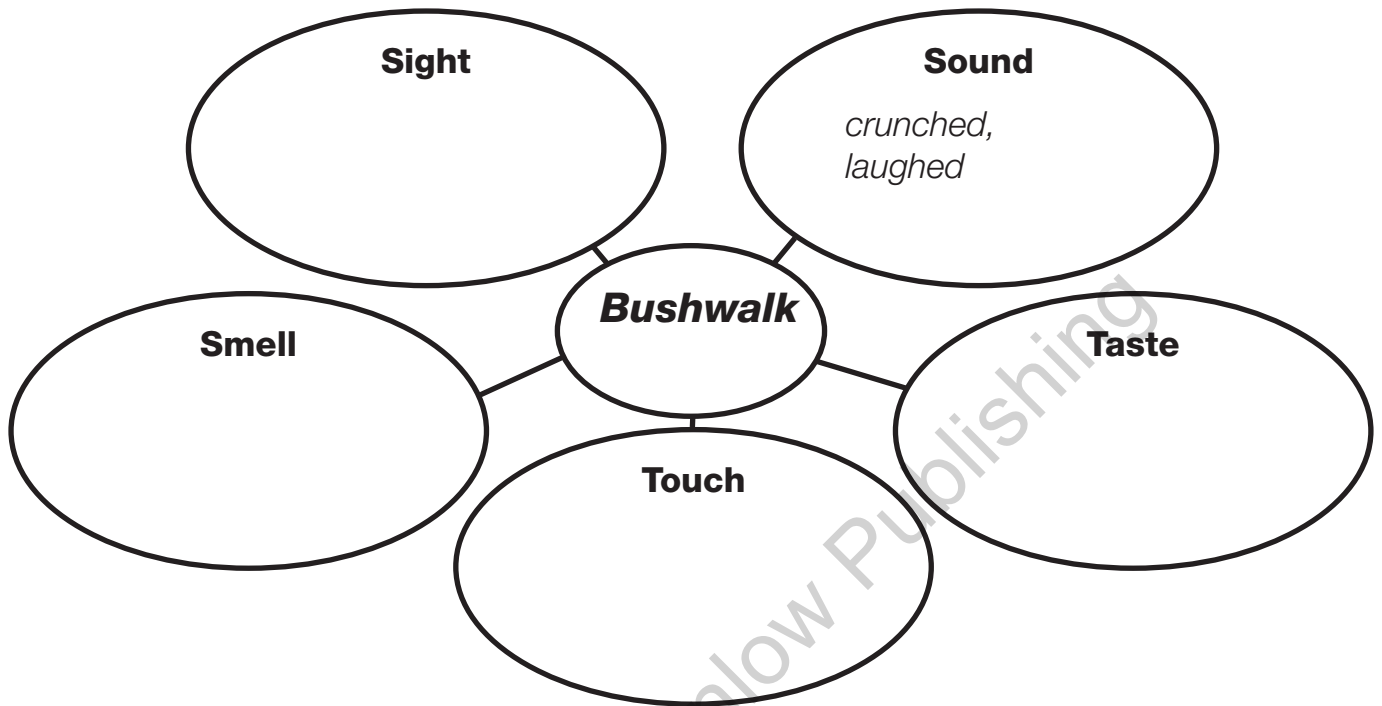 Sight
Sound
crunched,
laughed
Bushwalk
Smell
Taste
Touch
Publishing